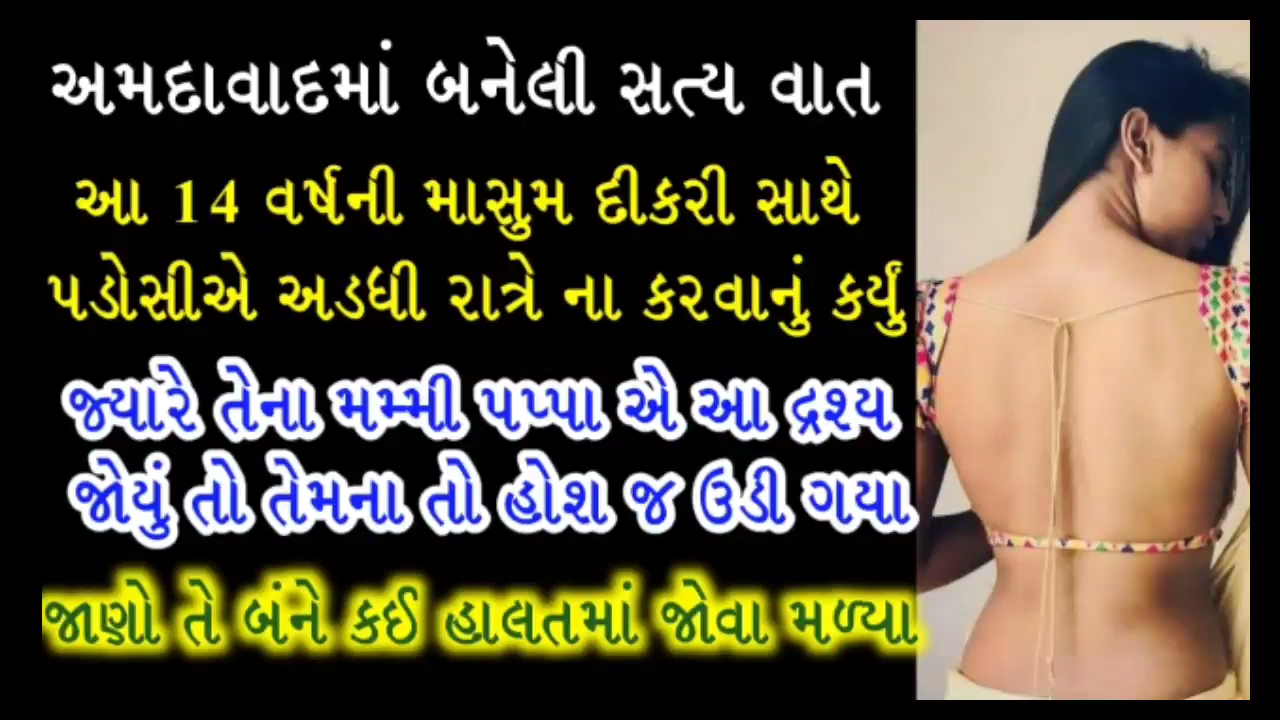 અમદાવાદમાં બનેલી સત્ય વાત
આ 14 વર્ષની માસુમ દીકરી સાથે
પડોસીએ અડધી રાત્રે ના કરવાનું કર્યું
જ્યારે તેના મમ્મી પપ્પા એ આ દ્રશ્ય
જોયું તો તેમના તો હોશ જ ઉડી ગયા
જાણો તે બંને કઈ હાલતમાં જોવા મળ્યા